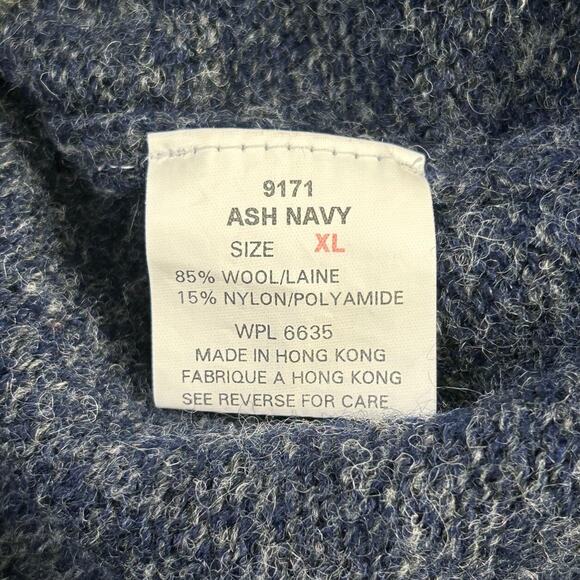 9171
ASH NAVY
SIZE XL
85% WOOL/LAINE
15% NYLON/POLYAMIDE
WPL 6635
MADE IN HONG KONG
FABRIQUE A HONG KONG
SEE REVERSE FOR CARE